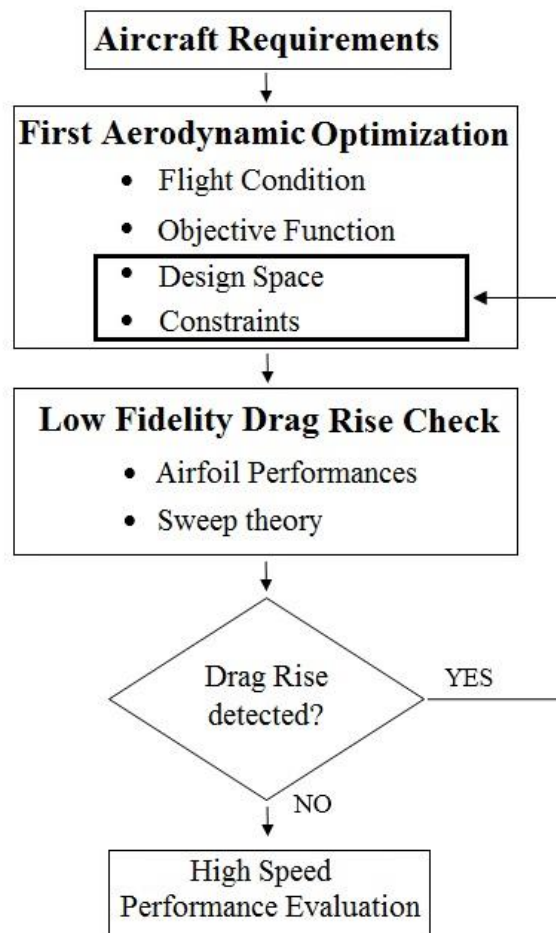 Aircraft Requirements
First Aerodynamic Optimization
• Flight Condition
• Objective Function
• Design Space
• Constraints
Low Fidelity Drag Rise Check
• Airfoil Performances
• Sweep theory
Drag Rise
detected?
YES
NO
High Speed
Performance Evaluation